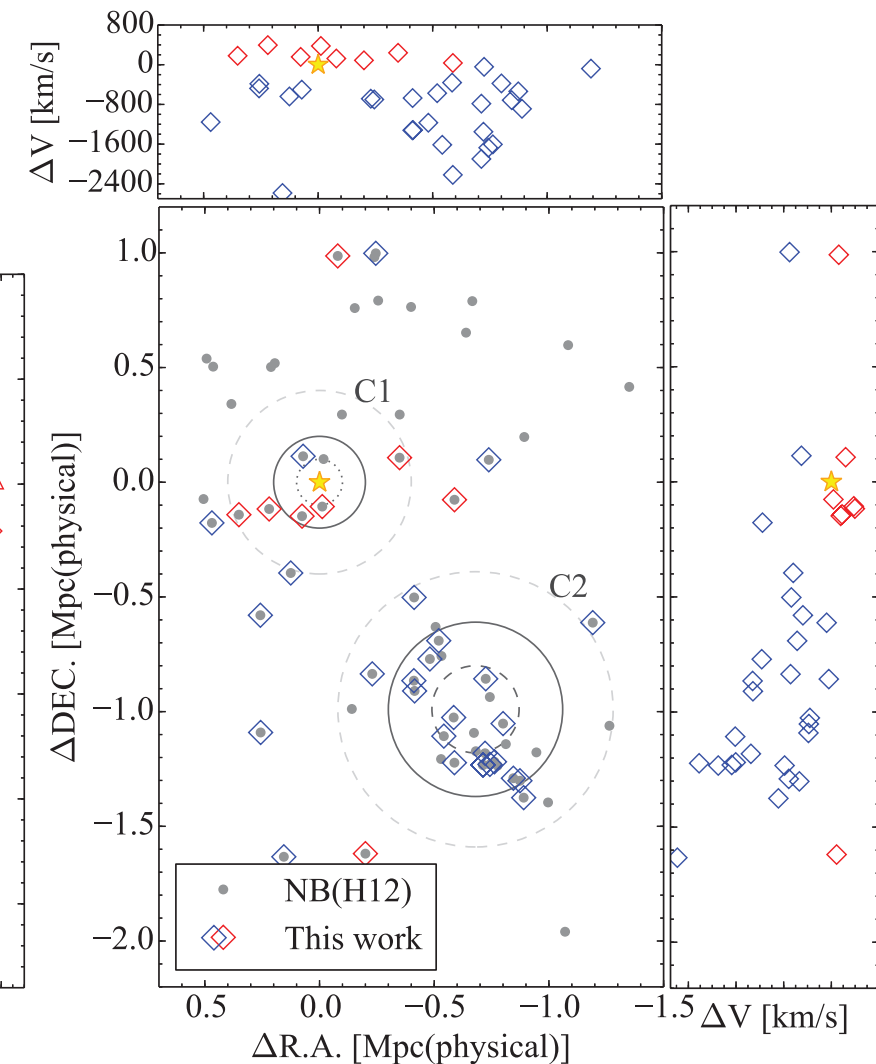 800
0
−800
−1600
−2400
ΔV [km/s]
1.0
0.5
0.0
−0.5
−1.0
−1.5
−2.0
ΔDEC. [Mpc(physical)]
C1
C2
NB(H12)
This work
0.5 0.0 −0.5 −1.0 −1.5
ΔR.A. [Mpc(physical)]
ΔV [km/s]